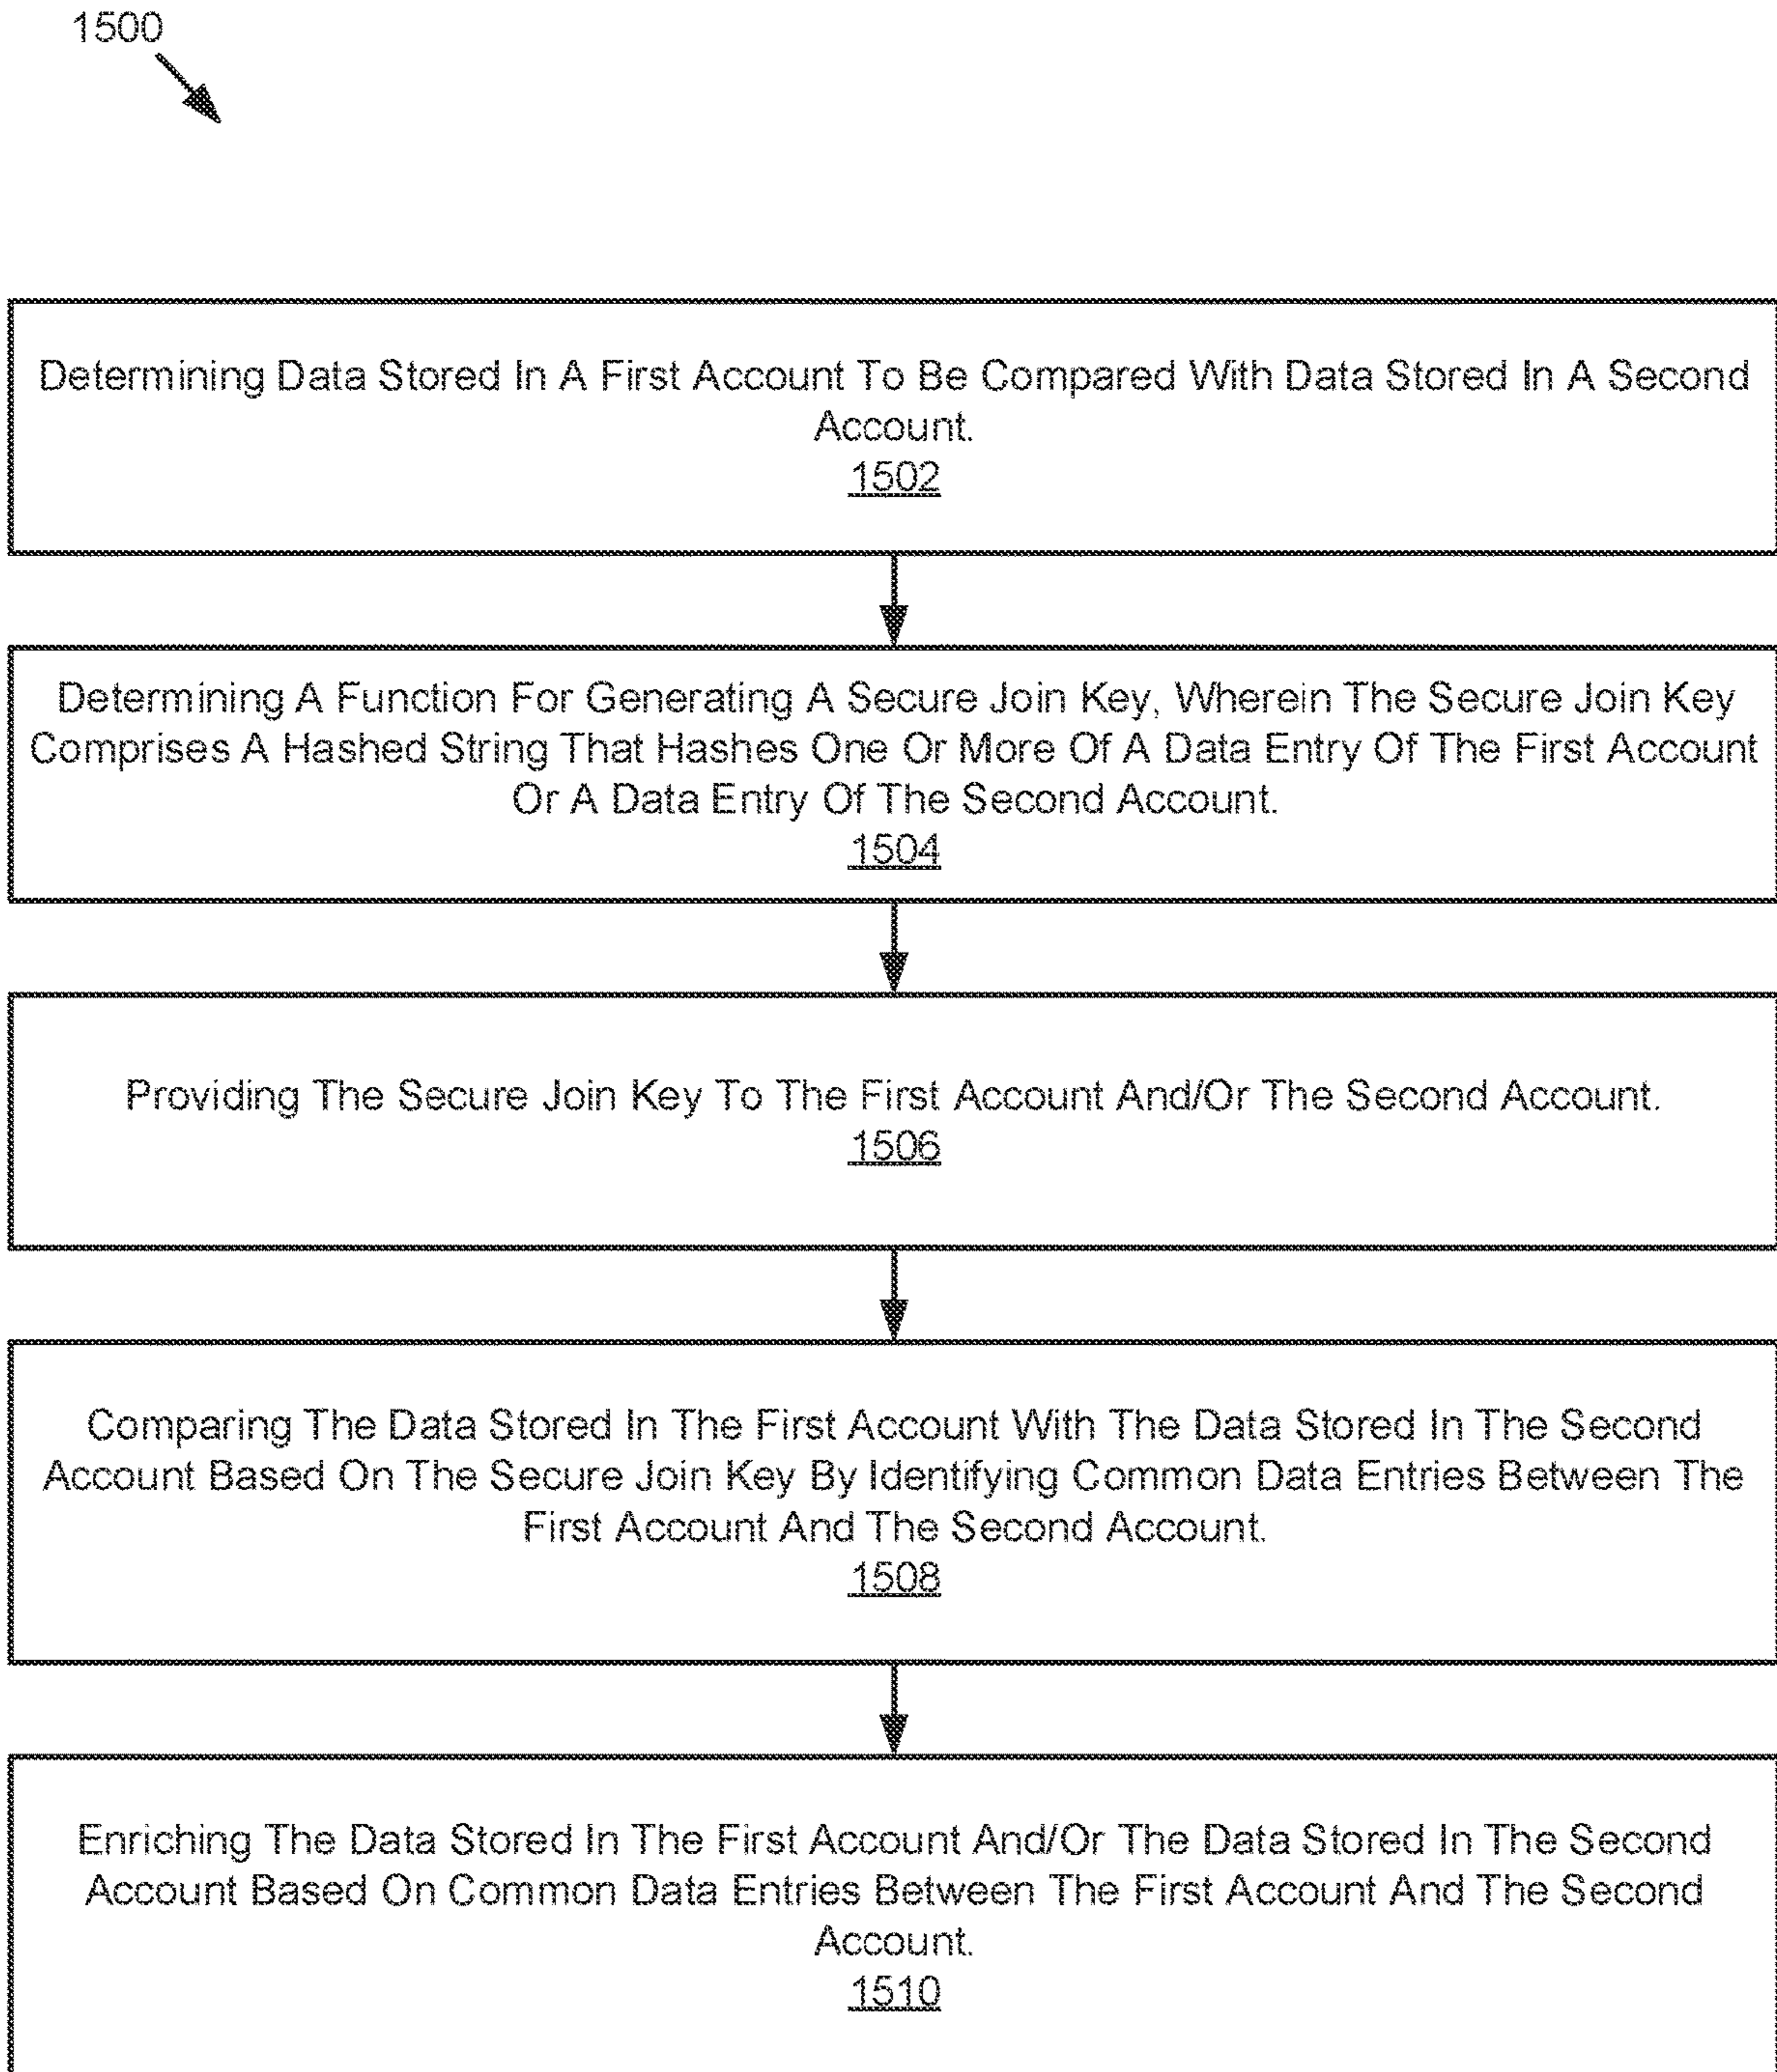 1500
Determining Data Stored In A First Account To Be Compared With Data Stored In A Second
Account.
1502
Determining A Function For Generating A Secure Join Key, Wherein The Secure Join Key
Comprises A Hashed String That Hashes One Or More Of A Data Entry Of The First Account
Or A Data Entry Of The Second Account.
1504
Providing The Secure Join Key To The First Account And/Or The Second Account.
1506
Comparing The Data Stored In The First Account With The Data Stored In The Second
Account Based On The Secure Join Key By Identifying Common Data Entries Between The
First Account And The Second Account.
1508
Enriching The Data Stored In The First Account And/Or The Data Stored In The Second
Account Based On Common Data Entries Between The First Account And The Second
Account.
1510